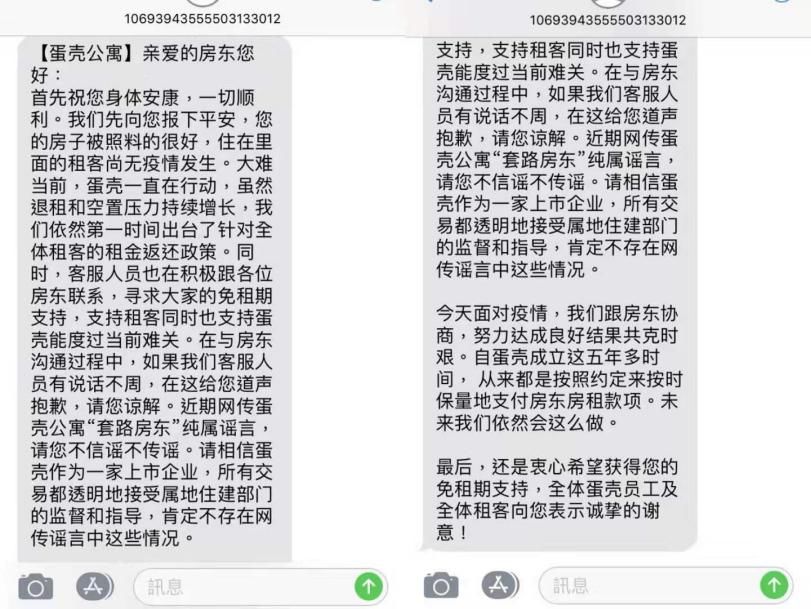 10693943555503133012
【蛋壳公寓】亲爱的房东您
好：
首先祝您身体安康，一切顺
利。我们先向您报下平安，您
的房子被照料的很好，住在里
面的租客尚无疫情发生。大难
当前，蛋壳一直在行动，虽然
退租和空置压力持续增长，我
们依然第一时间出台了针对全
体租客的租金返还政策。同
时，客服人员也在积极跟各位
房东联系，寻求大家的免租期
支持，支持租客同时也支持蛋
壳能度过当前难关。在与房东
沟通过程中，如果我们客服人
员有说话不周，在这给您道声
抱歉，请您谅解。近期网传蛋
壳公寓“套路房东”纯属谣言，
请您不信谣不传谣。请相信蛋
壳作为一家上市企业，所有交
易都透明地接受属地住建部门
的监督和指导，肯定不存在网
传谣言中这些情况。
訊息
10693943555503133012
支持，支持租客同时也支持蛋
壳能度过当前难关。在与房东
沟通过程中，如果我们客服人
员有说话不周，在这给您道声
抱歉，请您谅解。近期网传蛋
壳公寓“套路房东”纯属谣言，
请您不信谣不传谣。请相信蛋
壳作为一家上市企业，所有交
易都透明地接受属地住建部门
的监督和指导，肯定不存在网
传谣言中这些情况。
今天面对疫情，我们跟房东协
商，努力达成良好结果共克时
艰。自蛋壳成立这五年多时
间， 从来都是按照约定来按时
保量地支付房东房租款项。未
来我们依然会这么做。
最后，还是衷心希望获得您的
免租期支持，全体蛋壳员工及
全体租客向您表示诚挚的谢
意！
訊息